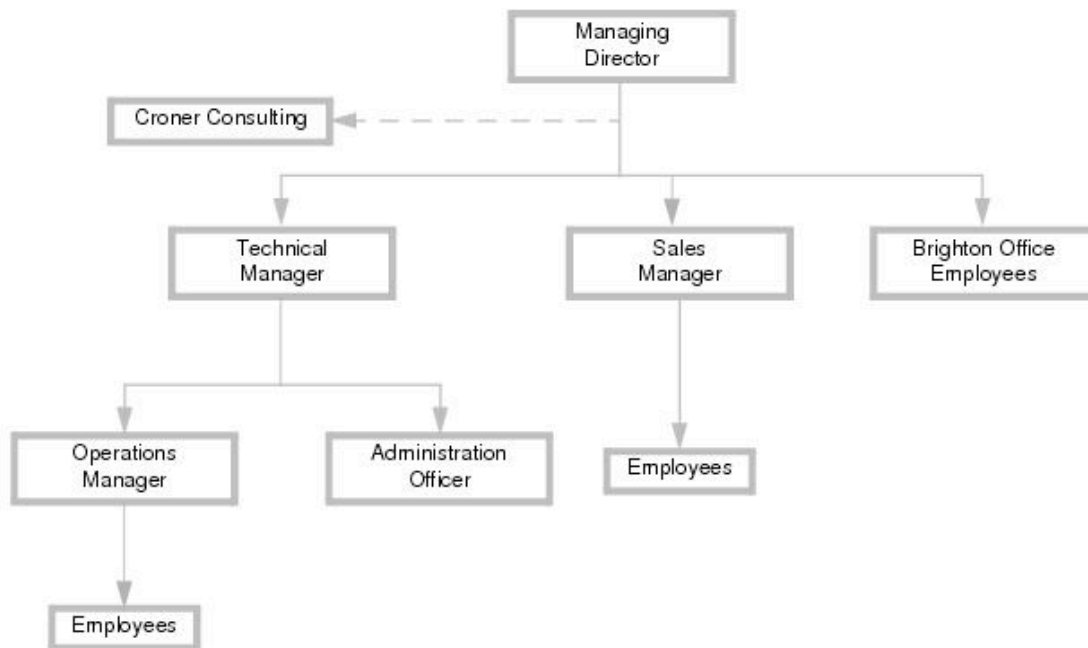 Managing
Director
Croner Consulting
Technical
Manager
Sales
Manager
Brighton Office
Employees
Operations
Manager
Administration
Officer
Employees
Employees